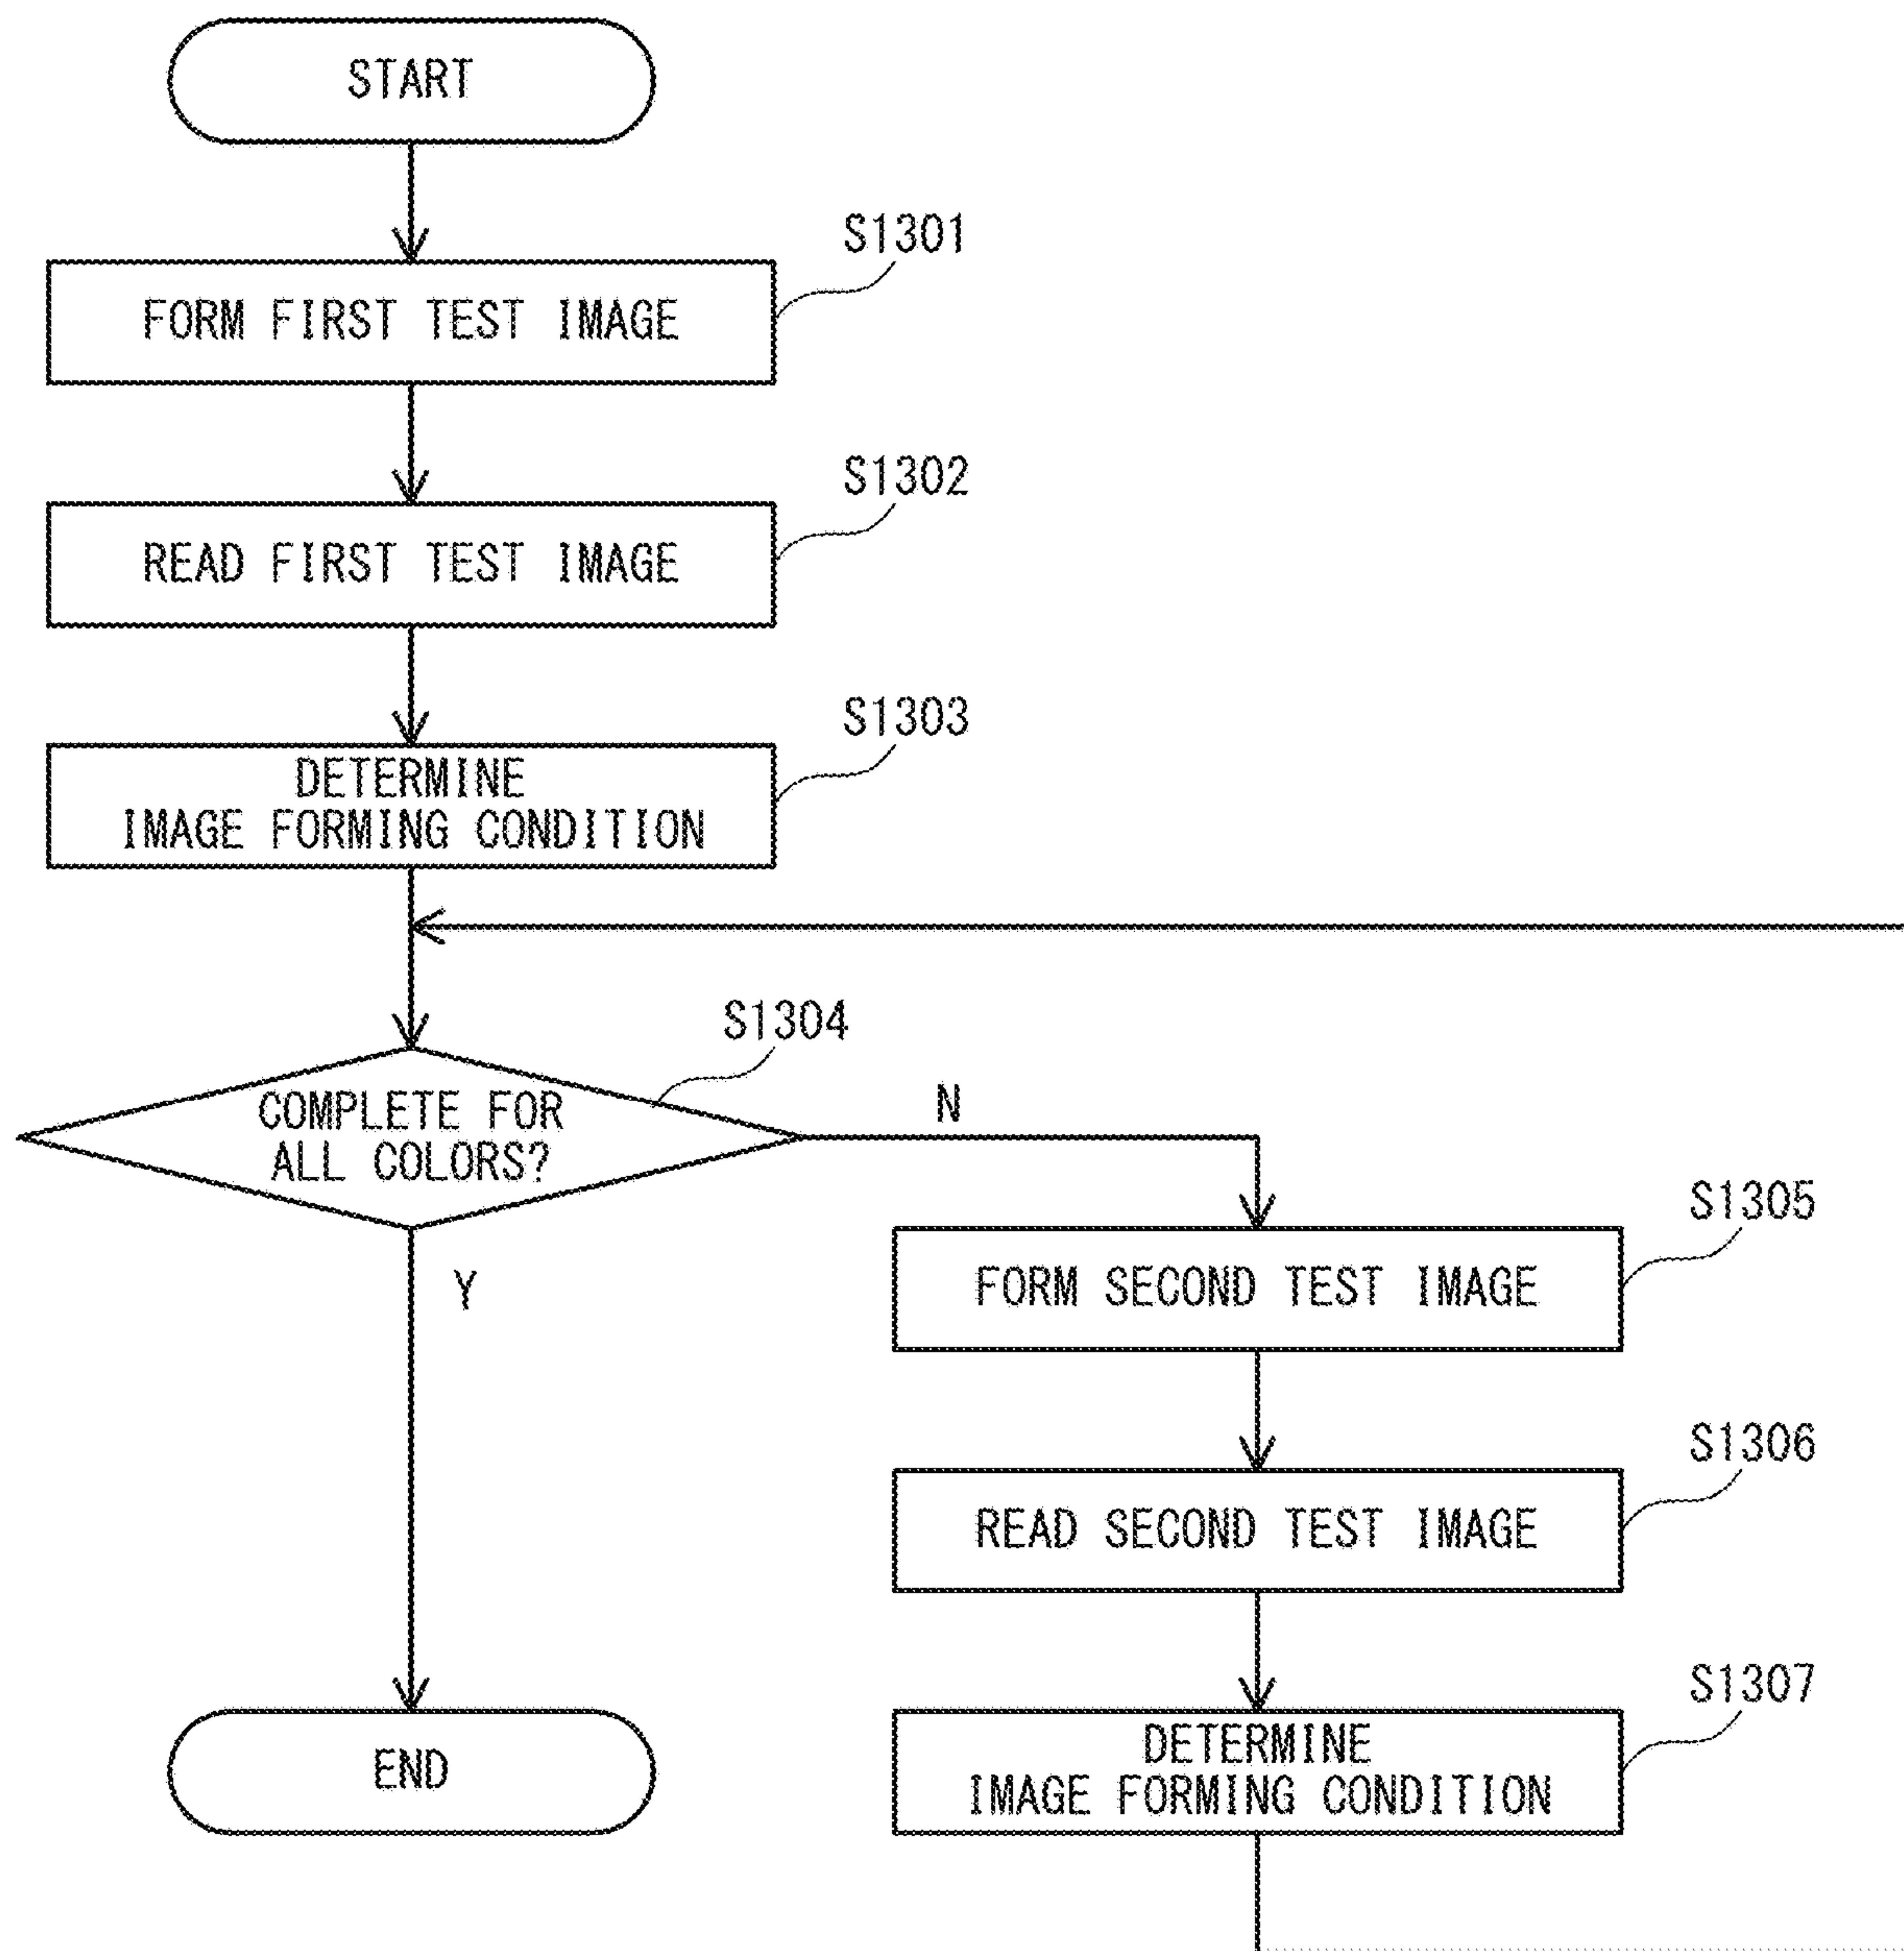 START
S1301
FORM FIRST TEST IMAGE
S1302
READ FIRST TEST IMAGE
S1303
DETERMINE
IMAGE FORMING CONDITION
S1304
COMPLETE FOR
ALL COLORS?
N
Y
S1305
FORM SECOND TEST IMAGE
S1306
READ SECOND TEST IMAGE
S1307
DETERMINE
IMAGE FORMING CONDITION
END